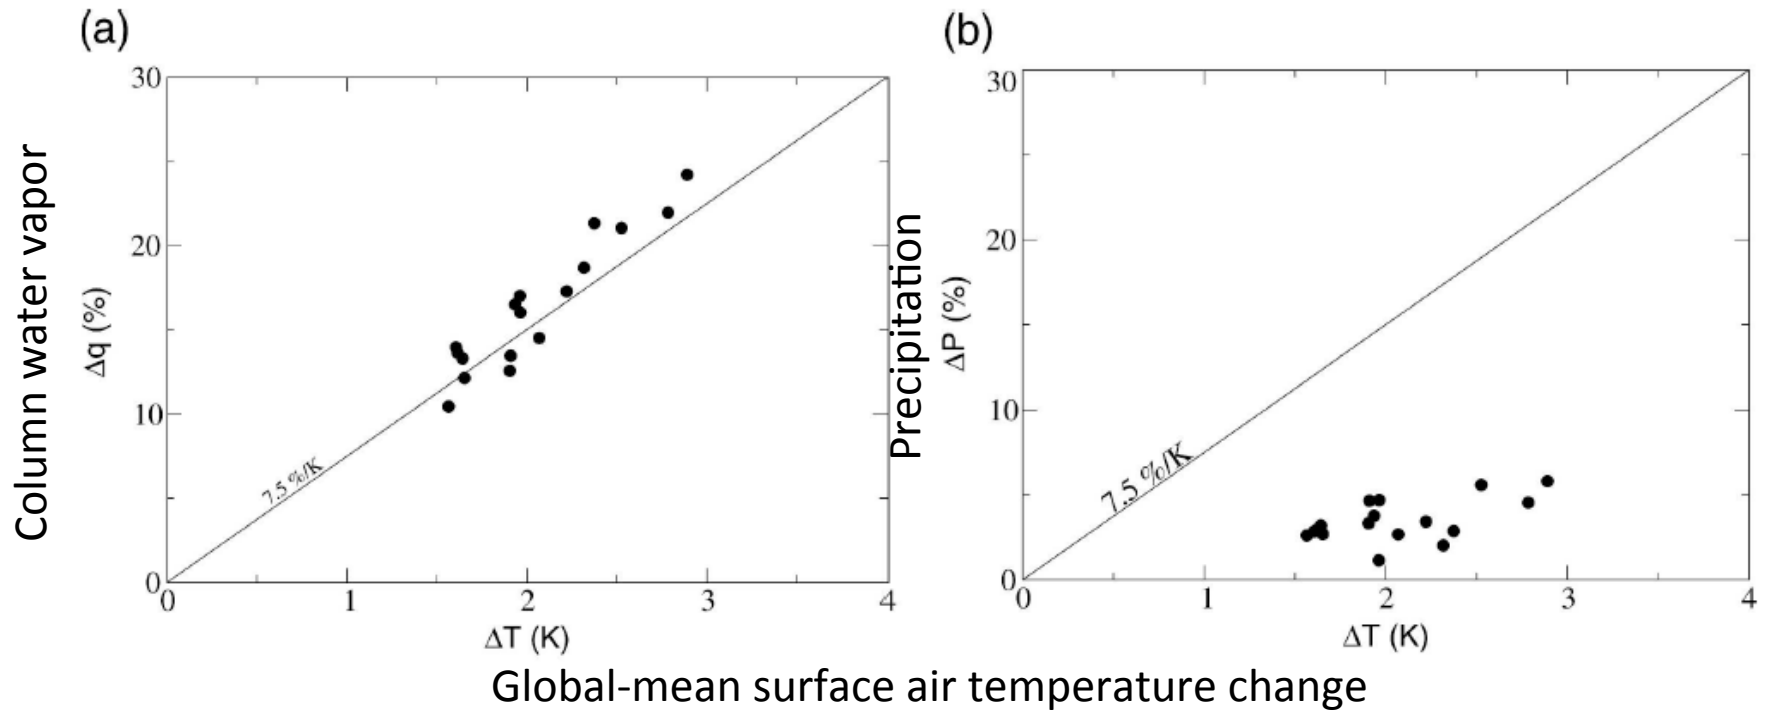 (a)
(b)
30
20
10
0
0
1
2
3
4
Column water vapor
Δq (%)
7.5 %/K
ΔT (K)
30
20
10
0
0
1
2
3
4
Precipitation
ΔP (%)
7.5 %/K
ΔT (K)
Global-mean surface air temperature change